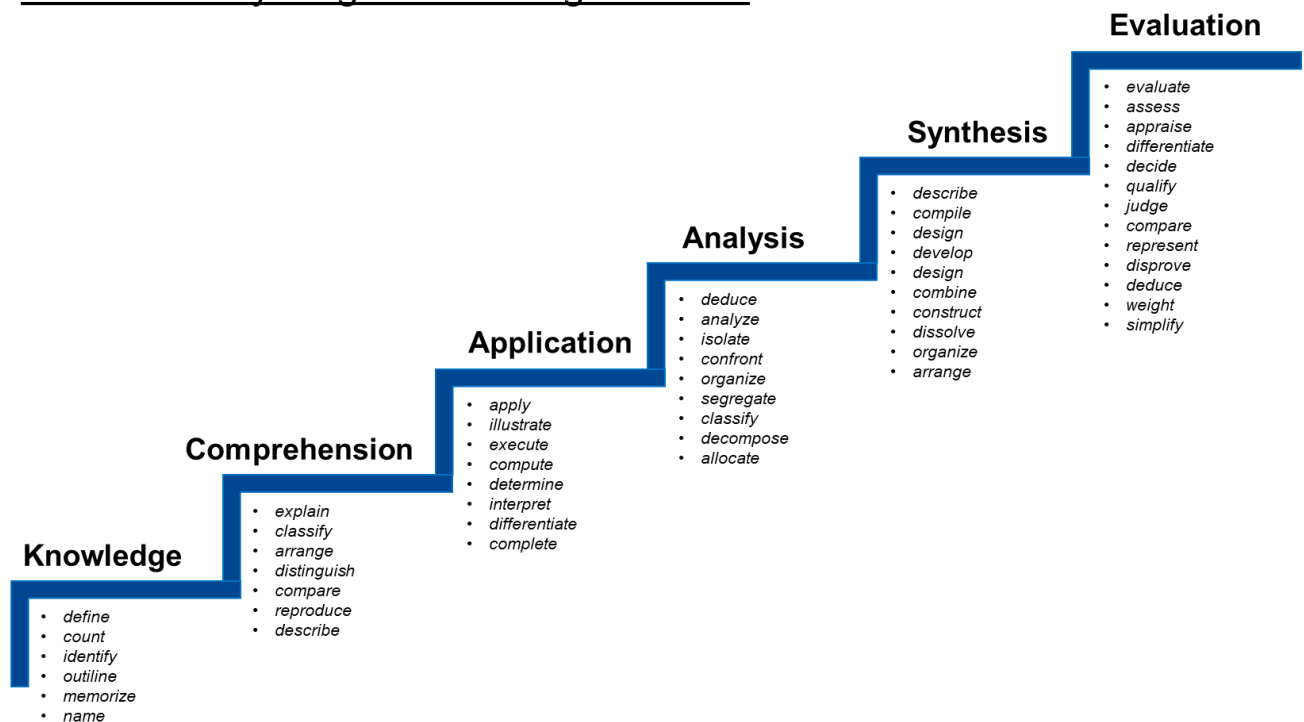 Evaluation
evaluate
assess
appraise
differentiate
decide
qualify
judge
compare
represent
disprove
deduce
weight
simplify
Synthesis
describe
compile
design
develop
design
combine
construct
dissolve
organize
arrange
Analysis
deduce
analyze
isolate
confront
organize
segregate
classify
decompose
allocate
Application
apply
illustrate
execute
compute
determine
interpret
differentiate
complete
Comprehension
explain
classify
arrange
distinguish
compare
reproduce
describe
Knowledge
define
count
identify
outiline
memorize
name